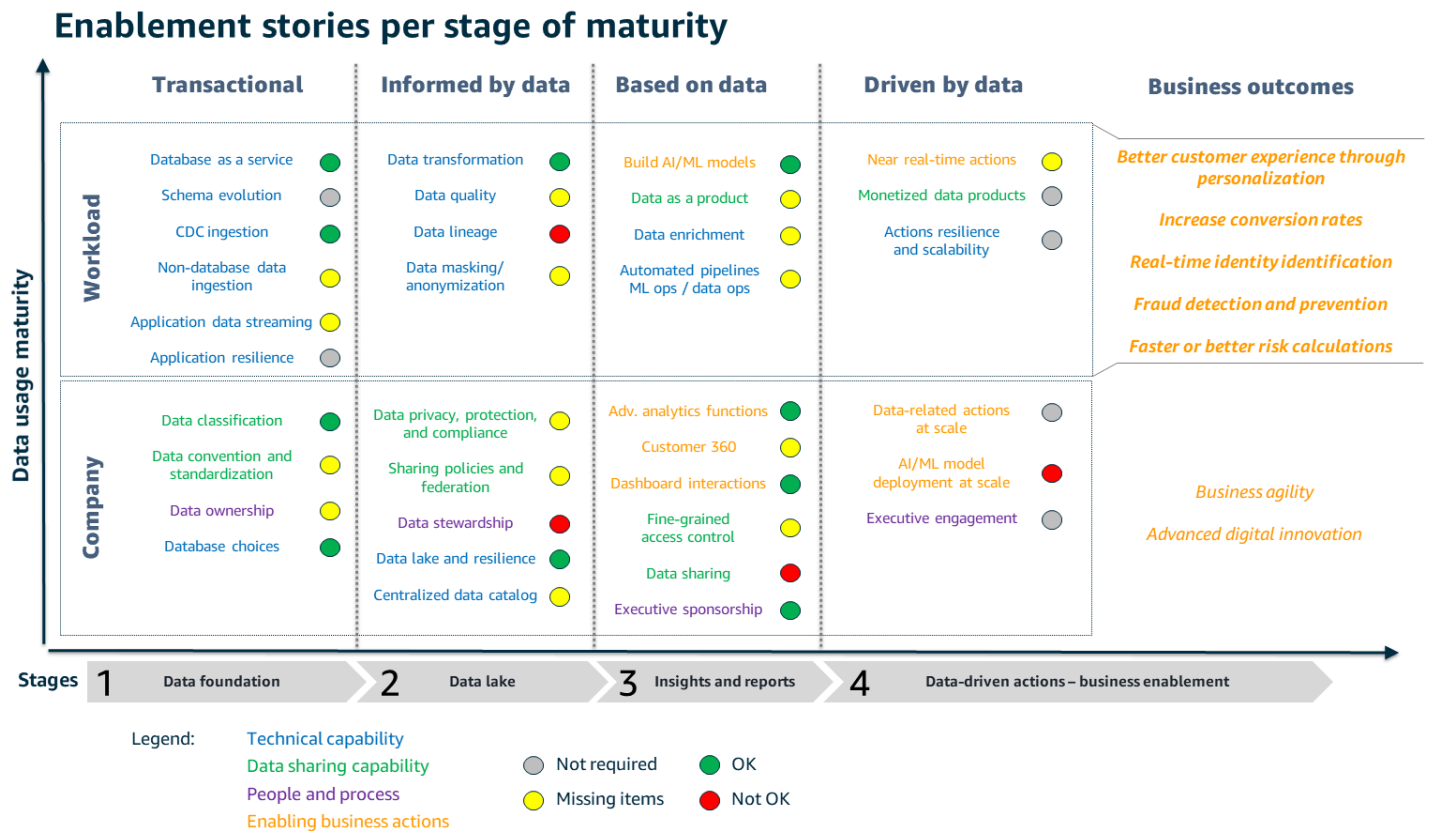 Enablement stories per stage of maturity
Transactional
Informed by data
Based on data
Driven by data
Business outcomes
Data usage maturity
Workload
Database as a service
Schema evolution
CDC ingestion
Non-database data
ingestion
Application data streaming
Application resilience
Data transformation
Data quality
Data lineage
Data masking/
anonymization
Build AI/ML models
Data as a product
Data enrichment
Automated pipelines
ML ops / data ops
Near real-time actions
Monetized data products
Actions resilience
and scalability
Better customer experience through
personalization
Increase conversion rates
Real-time identity identification
Fraud detection and prevention
Faster or better risk calculations
Company
Data classification
Data convention and
standardization
Data ownership
Database choices
Data privacy, protection,
and compliance
Sharing policies and
federation
Data stewardship
Data lake and resilience
Centralized data catalog
Adv. analytics functions
Customer 360
Dashboard interactions
Fine-grained
access control
Data sharing
Executive sponsorship
Data-related actions
at scale
AI/ML model
deployment at scale
Executive engagement
Business agility
Advanced digital innovation
Stages
1 Data foundation
2 Data lake
3 Insights and reports
4 Data-driven actions – business enablement
Legend:
Technical capability
Data sharing capability
People and process
Enabling business actions
Not required
Missing items
OK
Not OK